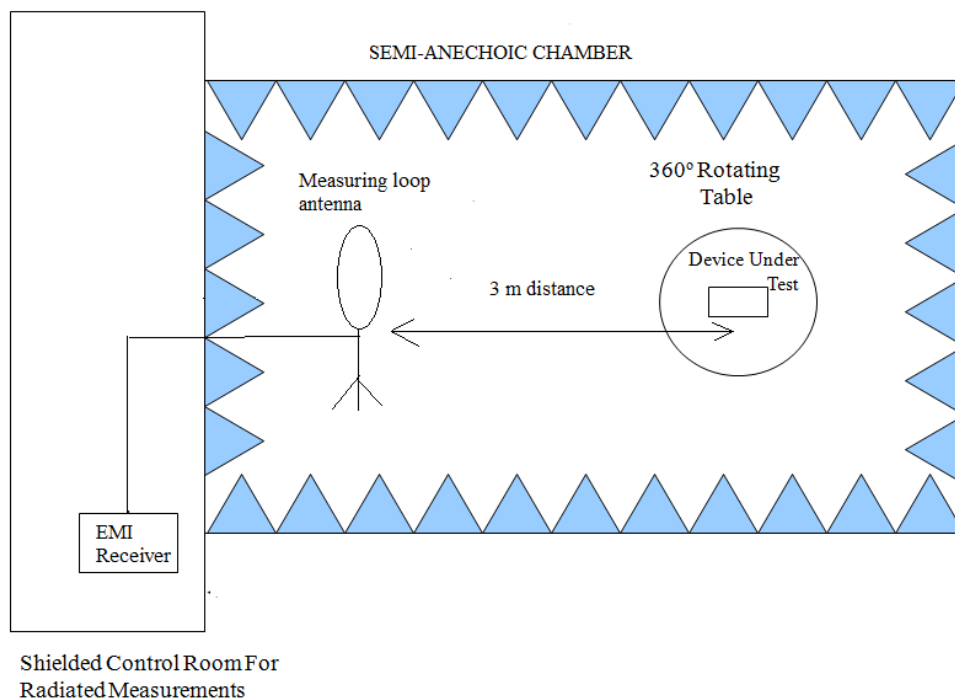 SEMI-ANECHOIC CHAMBER
Measuring loop
antenna
360º Rotating
Table
Device Under
Test
3 m distance
EMI
Receiver
Shielded Control Room For
Radiated Measurements